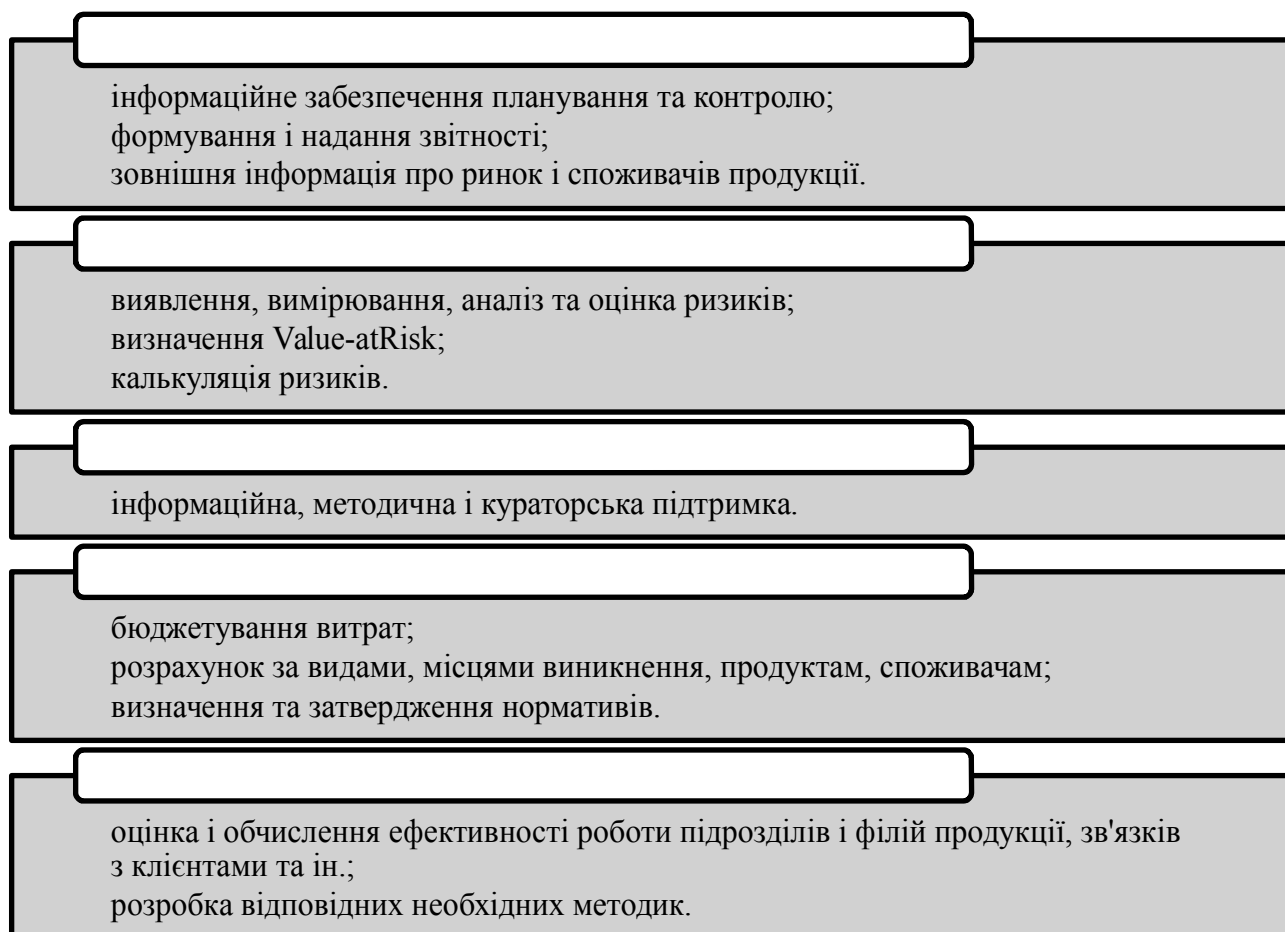 інформаційне забезпечення планування та контролю;
формування і надання звітності;
зовнішня інформація про ринок і споживачів продукції.
виявлення, вимірювання, аналіз та оцінка ризиків;
визначення Value-atRisk;
калькуляція ризиків.
інформаційна, методична і кураторська підтримка.
бюджетування витрат;
розрахунок за видами, місцями виникнення, продуктам, споживачам;
визначення та затвердження нормативів.
оцінка і обчислення ефективності роботи підрозділів і філій продукції, зв'язків
з клієнтами та ін.;
розробка відповідних необхідних методик.